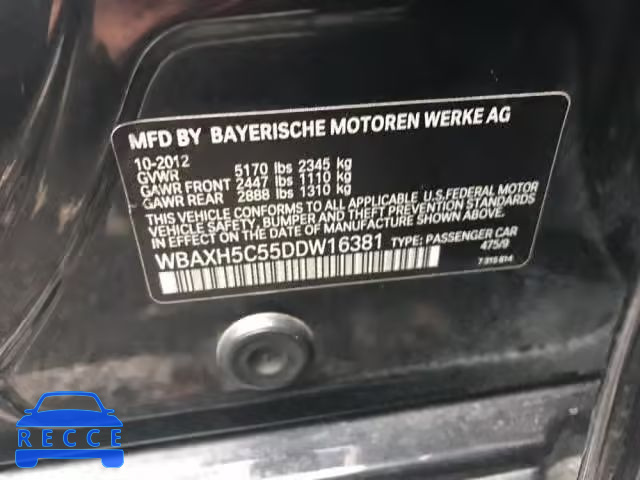 MFD BY BAYERISCHE MOTOREN WERKE AG
10-2012
GVWR 5170 lbs 2345 kg
GAWR FRONT 2447 lbs 1110 kg
GAWR REAR 2888 lbs 1310 kg
THIS VEHICLE CONFORMS TO ALL APPLICABLE U.S.FEDERAL MOTOR
VEHICLE SAFETY, BUMPER AND THEFT PREVENTION STANDARDS
IN EFFECT ON THE DATE OF MANUFACTURE SHOWN ABOVE.
WBAXH5C55DDW16381 TYPE: PASSENGER CAR
475/9
7 315 614
RECCE